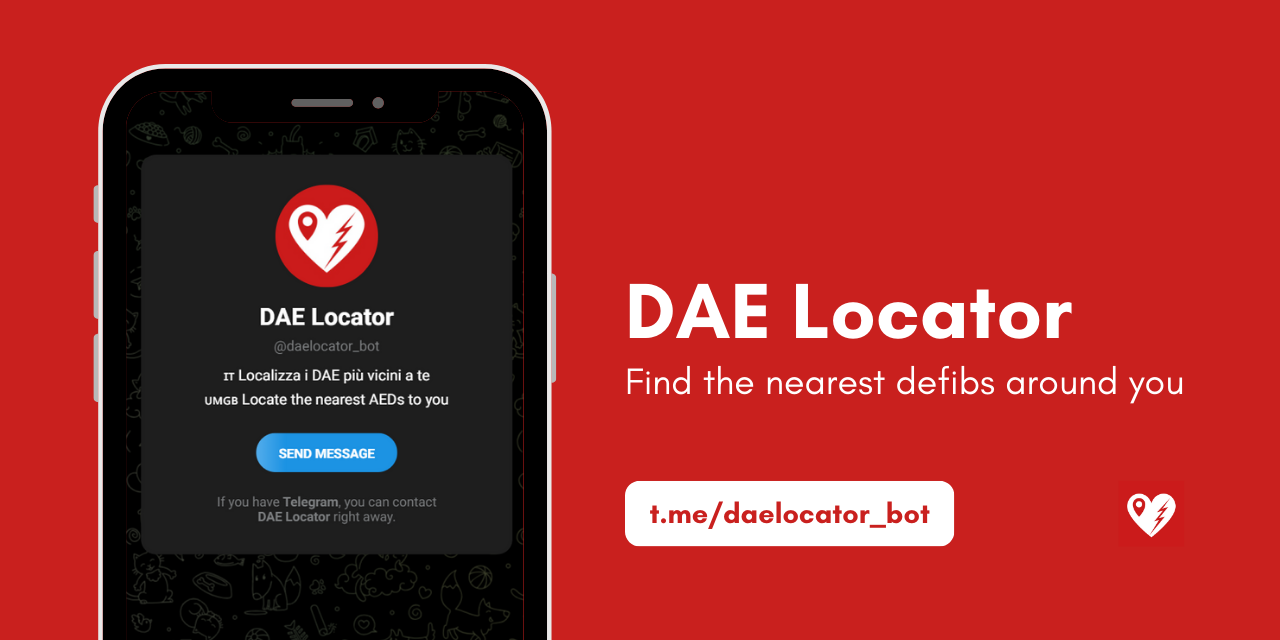 DAE Locator
@daelocator_bot
IT Localizza i DAE più vicini a te
UMGB Locate the nearest AEDs to you
SEND MESSAGE
If you have Telegram, you can contact
DAE Locator right away.
DAE Locator
Find the nearest defibs around you
t.me/daelocator_bot